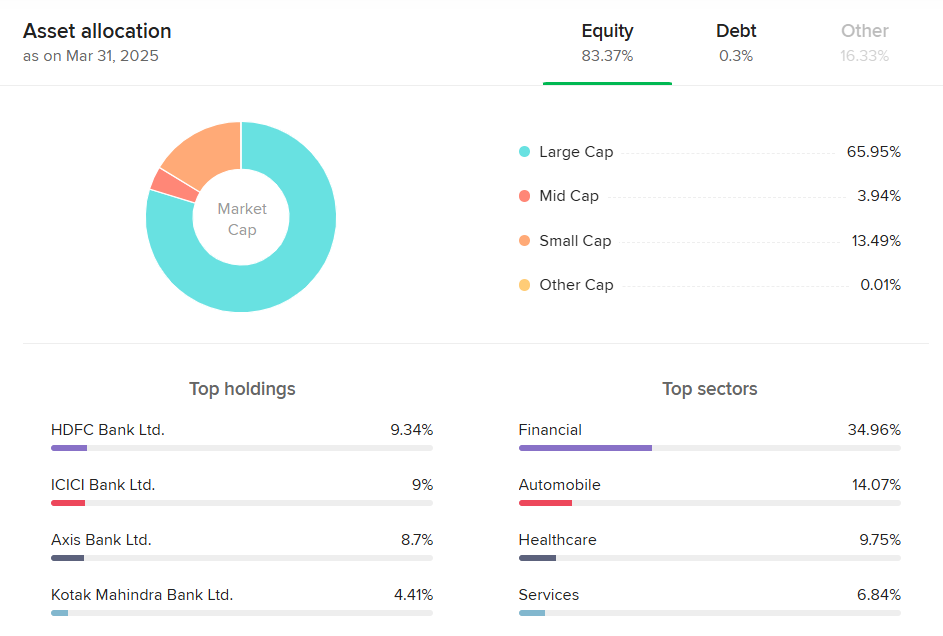 Asset allocation
as on Mar 31, 2025
Equity
83.37%
Debt
0.3%
Other
16.33%
Market
Cap
Large Cap 65.95%
Mid Cap 3.94%
Small Cap 13.49%
Other Cap 0.01%
Top holdings
HDFC Bank Ltd. 9.34%
ICICI Bank Ltd. 9%
Axis Bank Ltd. 8.7%
Kotak Mahindra Bank Ltd. 4.41%
Top sectors
Financial 34.96%
Automobile 14.07%
Healthcare 9.75%
Services 6.84%